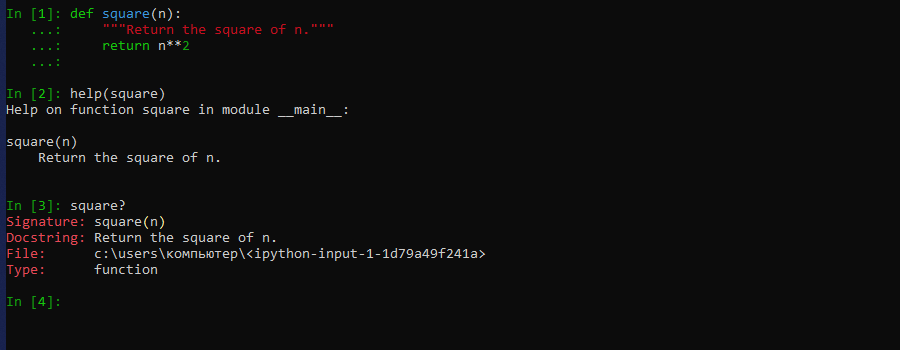 In [1]: def square(n):
   ...:     """Return the square of n."""
   ...:     return n**2
   ...:
In [2]: help(square)
Help on function square in module __main__:
square(n)
    Return the square of n.
In [3]: square?
Signature: square(n)
Docstring: Return the square of n.
File:      c:\users\компьютер\<ipython-input-1-1d79a49f241a>
Type:      function
In [4]: